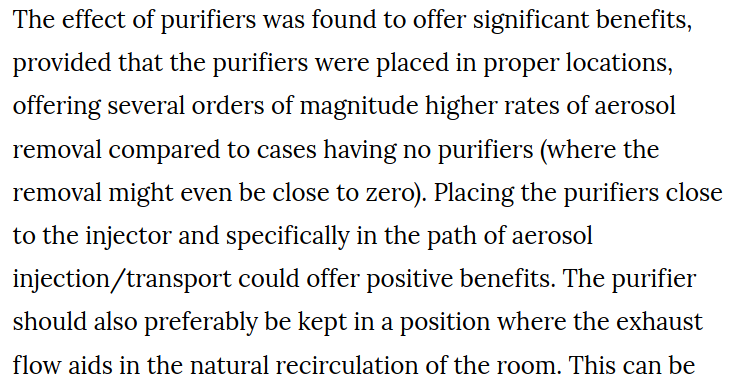 The effect of purifiers was found to offer significant benefits,
provided that the purifiers were placed in proper locations,
offering several orders of magnitude higher rates of aerosol
removal compared to cases having no purifiers (where the
removal might even be close to zero). Placing the purifiers close
to the injector and specifically in the path of aerosol
injection/transport could offer positive benefits. The purifier
should also preferably be kept in a position where the exhaust
flow aids in the natural recirculation of the room. This can be